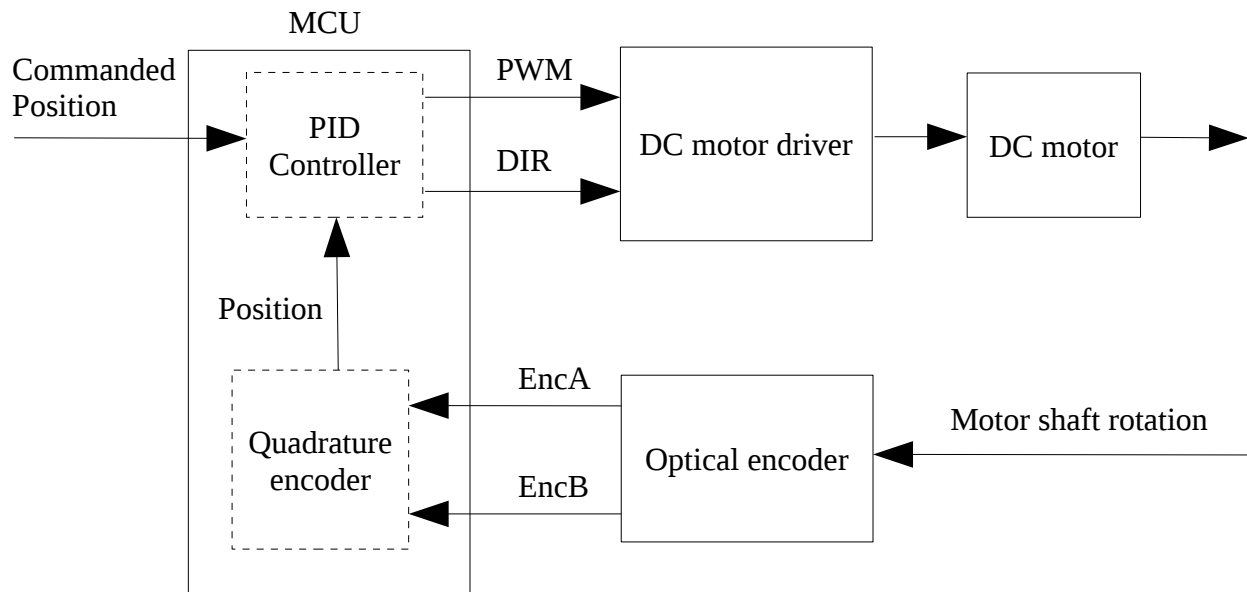 MCU
Commanded
Position
PID
Controller
PWM
DIR
DC motor driver
DC motor
Position
Quadrature
encoder
EncA
EncB
Optical encoder
Motor shaft rotation